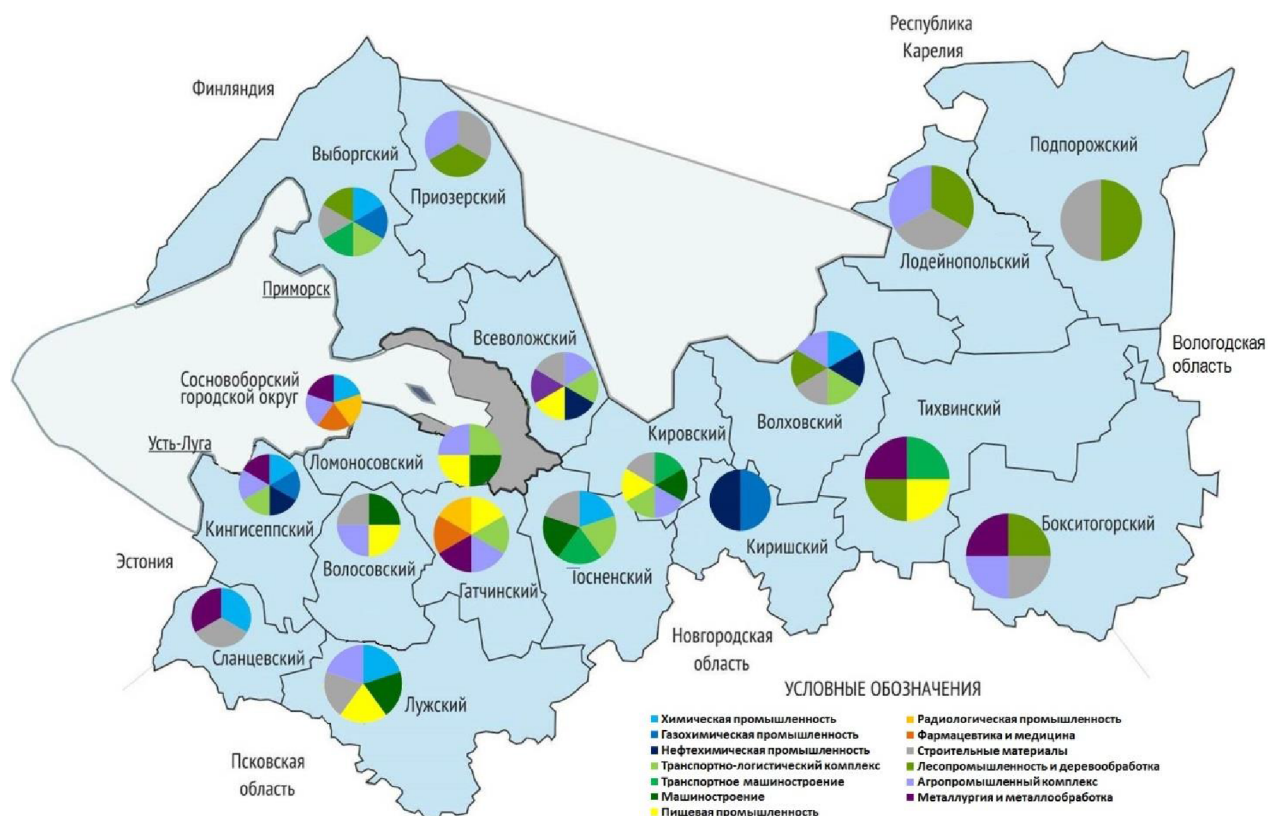 Республика
Карелия
Финляндия
Выборгский
Подпорожский
Приозерский
Лодейнопольский
Приморск
Всеволожский
Вологодская
область
Сосновоборский
городской округ
Тихвинский
Волховский
Кировский
Усть-Луга
Ломоносовский
Кингисеппский
Бокситогорский
Киришский
Эстония
Волосовский
Тосненский
Гатчинский
Новгородская
область
Сланцевский
Лужский
Псковская
область
УСЛОВНЫЕ ОБОЗНАЧЕНИЯ
Химическая промышленность
Газохимическая промышленность
Нефтехимическая промышленность
Транспортно-логистический комплекс
Транспортное машиностроение
Машиностроение
Пищевая промышленность
Радиологическая промышленность
Фармацевтика и медицина
Строительные материалы
Леспромышленность и деревообработка
Агропромышленный комплекс
Металлургия и металлообработка